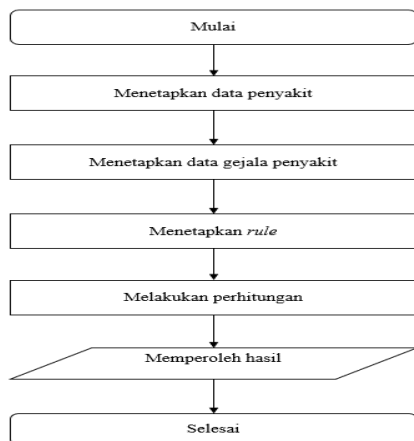 Mulai
Menetapkan data penyakit
Menetapkan data gejala penyakit
Menetapkan rule
Melakukan perhitungan
Memperoleh hasil
Selesai